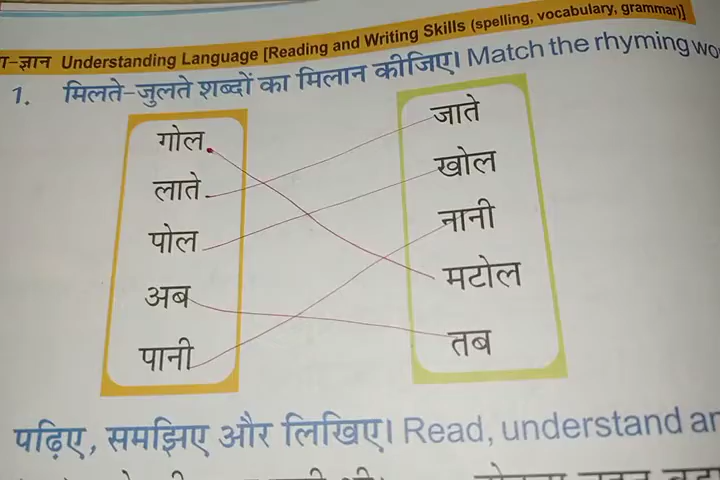 ज्ञान Understanding Language [Reading and Writing Skills (spelling, vocabulary, grammar)]
1. मिलते-जुलते शब्दों का मिलान कीजिए। Match the rhyming
गोल
लाते
पोल
अब
पानी
जाते
खोल
नानी
मटोल
तब
पढ़िए, समझिए और लिखिए। Read, understand